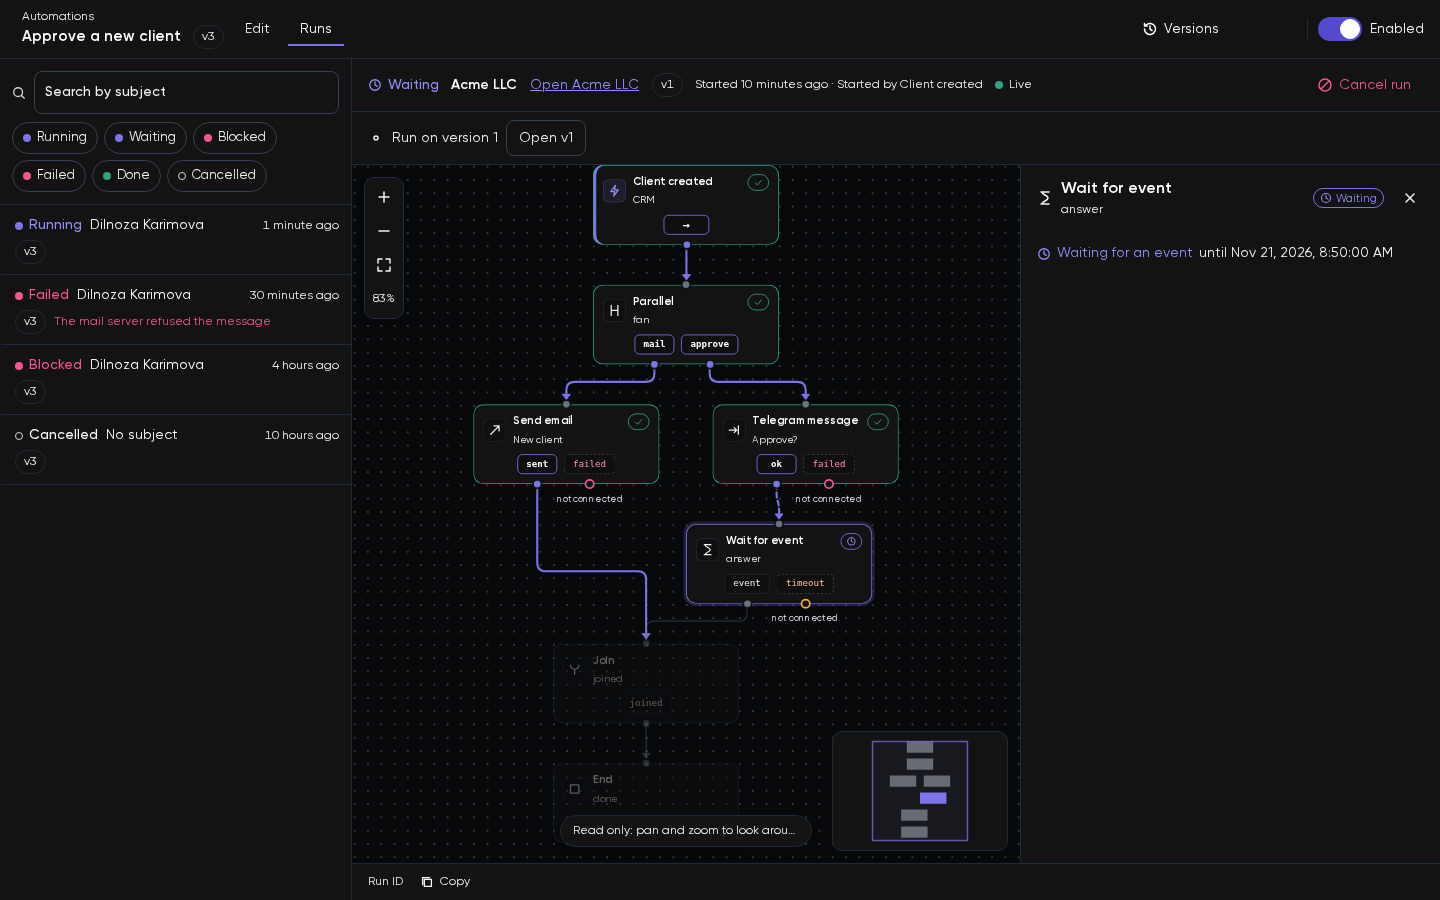 Automations
Approve a new client v3
Edit
Runs
Versions
Enabled
Search by subject
Running Waiting Blocked
Failed Done Cancelled
Running Dilnoza Karimova 1 minute ago
v3
Failed Dilnoza Karimova 30 minutes ago
v3 The mail server refused the message
Blocked Dilnoza Karimova 4 hours ago
v3
Cancelled No subject 10 hours ago
v3
Waiting Acme LLC Open Acme LLC v1 Started 10 minutes ago · Started by Client created Live
Cancel run
Run on version 1 Open v1
83%
Client created
CRM
→
Parallel
fan
mail approve
Send email
New client
sent failed
not connected
Telegram message
Approve?
ok failed
not connected
Wait for event
answer
event timeout
not connected
Join
joined
joined
End
done
Read only: pan and zoom to look arou...
Wait for event
answer
Waiting
Waiting for an event until Nov 21, 2026, 8:50:00 AM
Run ID Copy